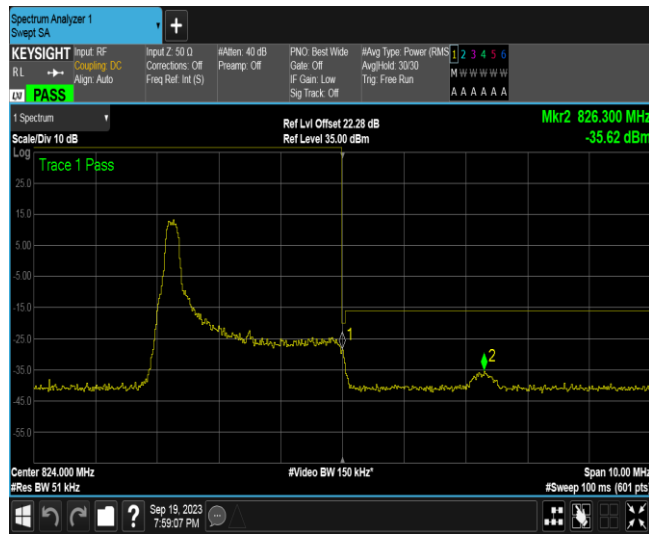 Spectrum Analyzer 1
Swept SA
+
KEYSIGHT
RL
LXI PASS
Input: RF
Coupling: DC
Align: Auto
Input Z: 50 Ω
Corrections: Off
Freq Ref: Int (S)
#Atten: 40 dB
Preamp: Off
PNO: Best Wide
Gate: Off
IF Gain: Low
Sig Track: Off
#Avg Type: Power (RMS
Avg|Hold: 30/30
Trig: Free Run
1 2 3 4 5 6
M W W W W W
A A A A A A
1 Spectrum
Scale/Div 10 dB
Ref Lvl Offset 22.28 dB
Ref Level 35.00 dBm
Mkr2 826.300 MHz
-35.62 dBm
Log
Trace 1 Pass
25.0
15.0
5.00
-5.00
-15.0
-25.0
-35.0
-45.0
-55.0
1
2
Center 824.000 MHz
#Res BW 51 kHz
#Video BW 150 kHz*
Span 10.00 MHz
#Sweep 100 ms (601 pts)
?
Sep 19, 2023
7:59:07 PM